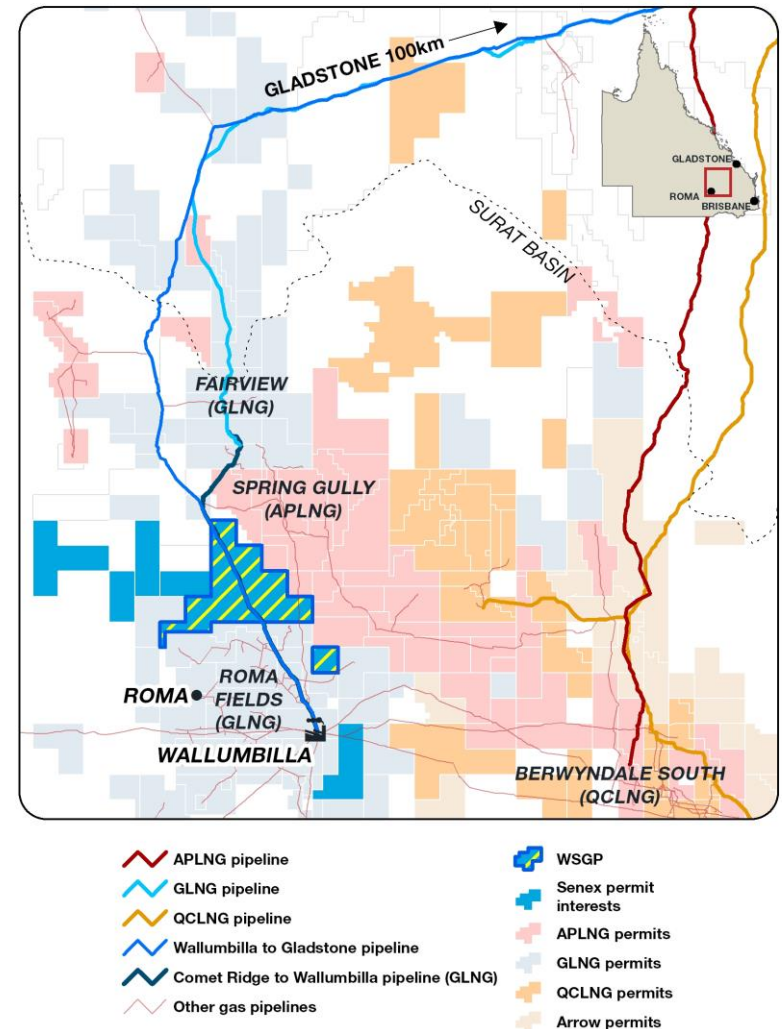 GLADSTONE 100km
GLADSTONE
ROMA
BRISBANE
SURAT BASIN
FAIRVIEW
(GLNG)
SPRING GULLY
(APLNG)
ROMA
ROMA
FIELDS
(GLNG)
WALLUMBILLA
BERWYNDALE SOUTH
(QCLNG)
APLNG pipeline
GLNG pipeline
QCLNG pipeline
Wallumbilla to Gladstone pipeline
Comet Ridge to Wallumbilla pipeline (GLNG)
Other gas pipelines
WSGP
Senex permit
interests
APLNG permits
GLNG permits
QCLNG permits
Arrow permits